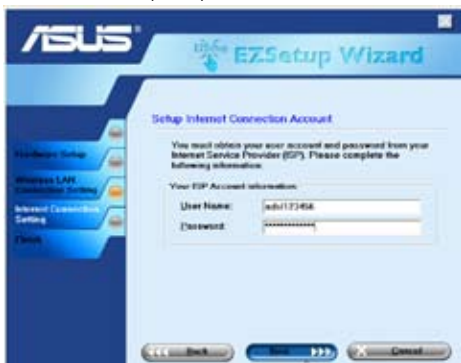 ASUS
EZSetup Wizard
Setup Internet Connection Account
You must obtain your user account and password from your
Internet Service Provider (ISP). Please complete the
following information.
Your ISP Account information
User Name: adsl123456
Password: *************
Hardware Setup
Wireless LAN
Connection Setting
Internet Connection
Setting
Finish
Back
Next
Cancel